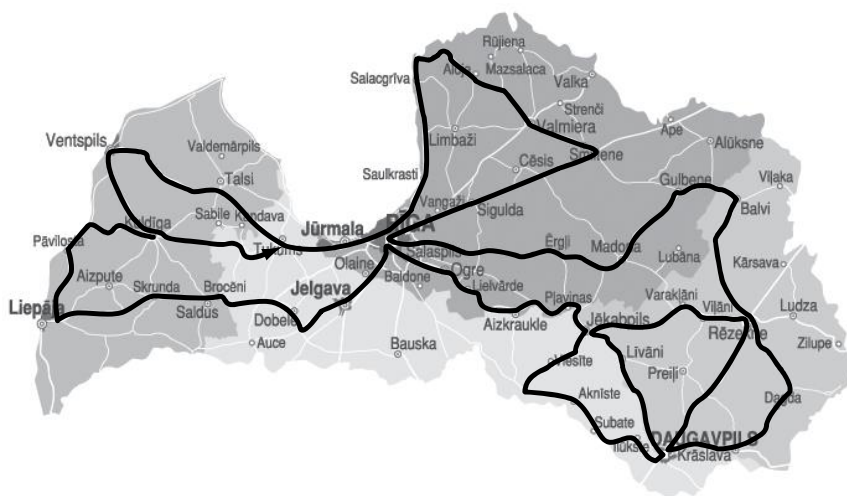 Rūjiena
Salacgrīva
Aloja
Mazsalaca
Valka
Strenči
Valmiera
Ape
Limbaži
Alūksne
Ventspils
Valdemārpils
Cēsis
Smiltene
Saulkrasti
Talsi
Gulbene
Viļaka
Vangaži
Sigulda
Balvi
Kuldīga
Sabile
Kandava
Jūrmala
RĪGA
Pāvilosta
Tukums
Salaspils
Ērgļi
Madona
Lubāna
Olaine
Ogre
Kārsava
Aizpute
Skrunda
Brocēni
Baldone
Lielvārde
Jelgava
Varakļāni
Liepāja
Saldus
Pļaviņas
Viļāni
Ludza
Dobele
Aizkraukle
Jēkabpils
Rēzekne
Auce
Bauska
Viesīte
Līvāni
Zilupe
Preiļi
Aknīste
Dagda
Subate
Ilūkste
DAUGAVPILS
Krāslava